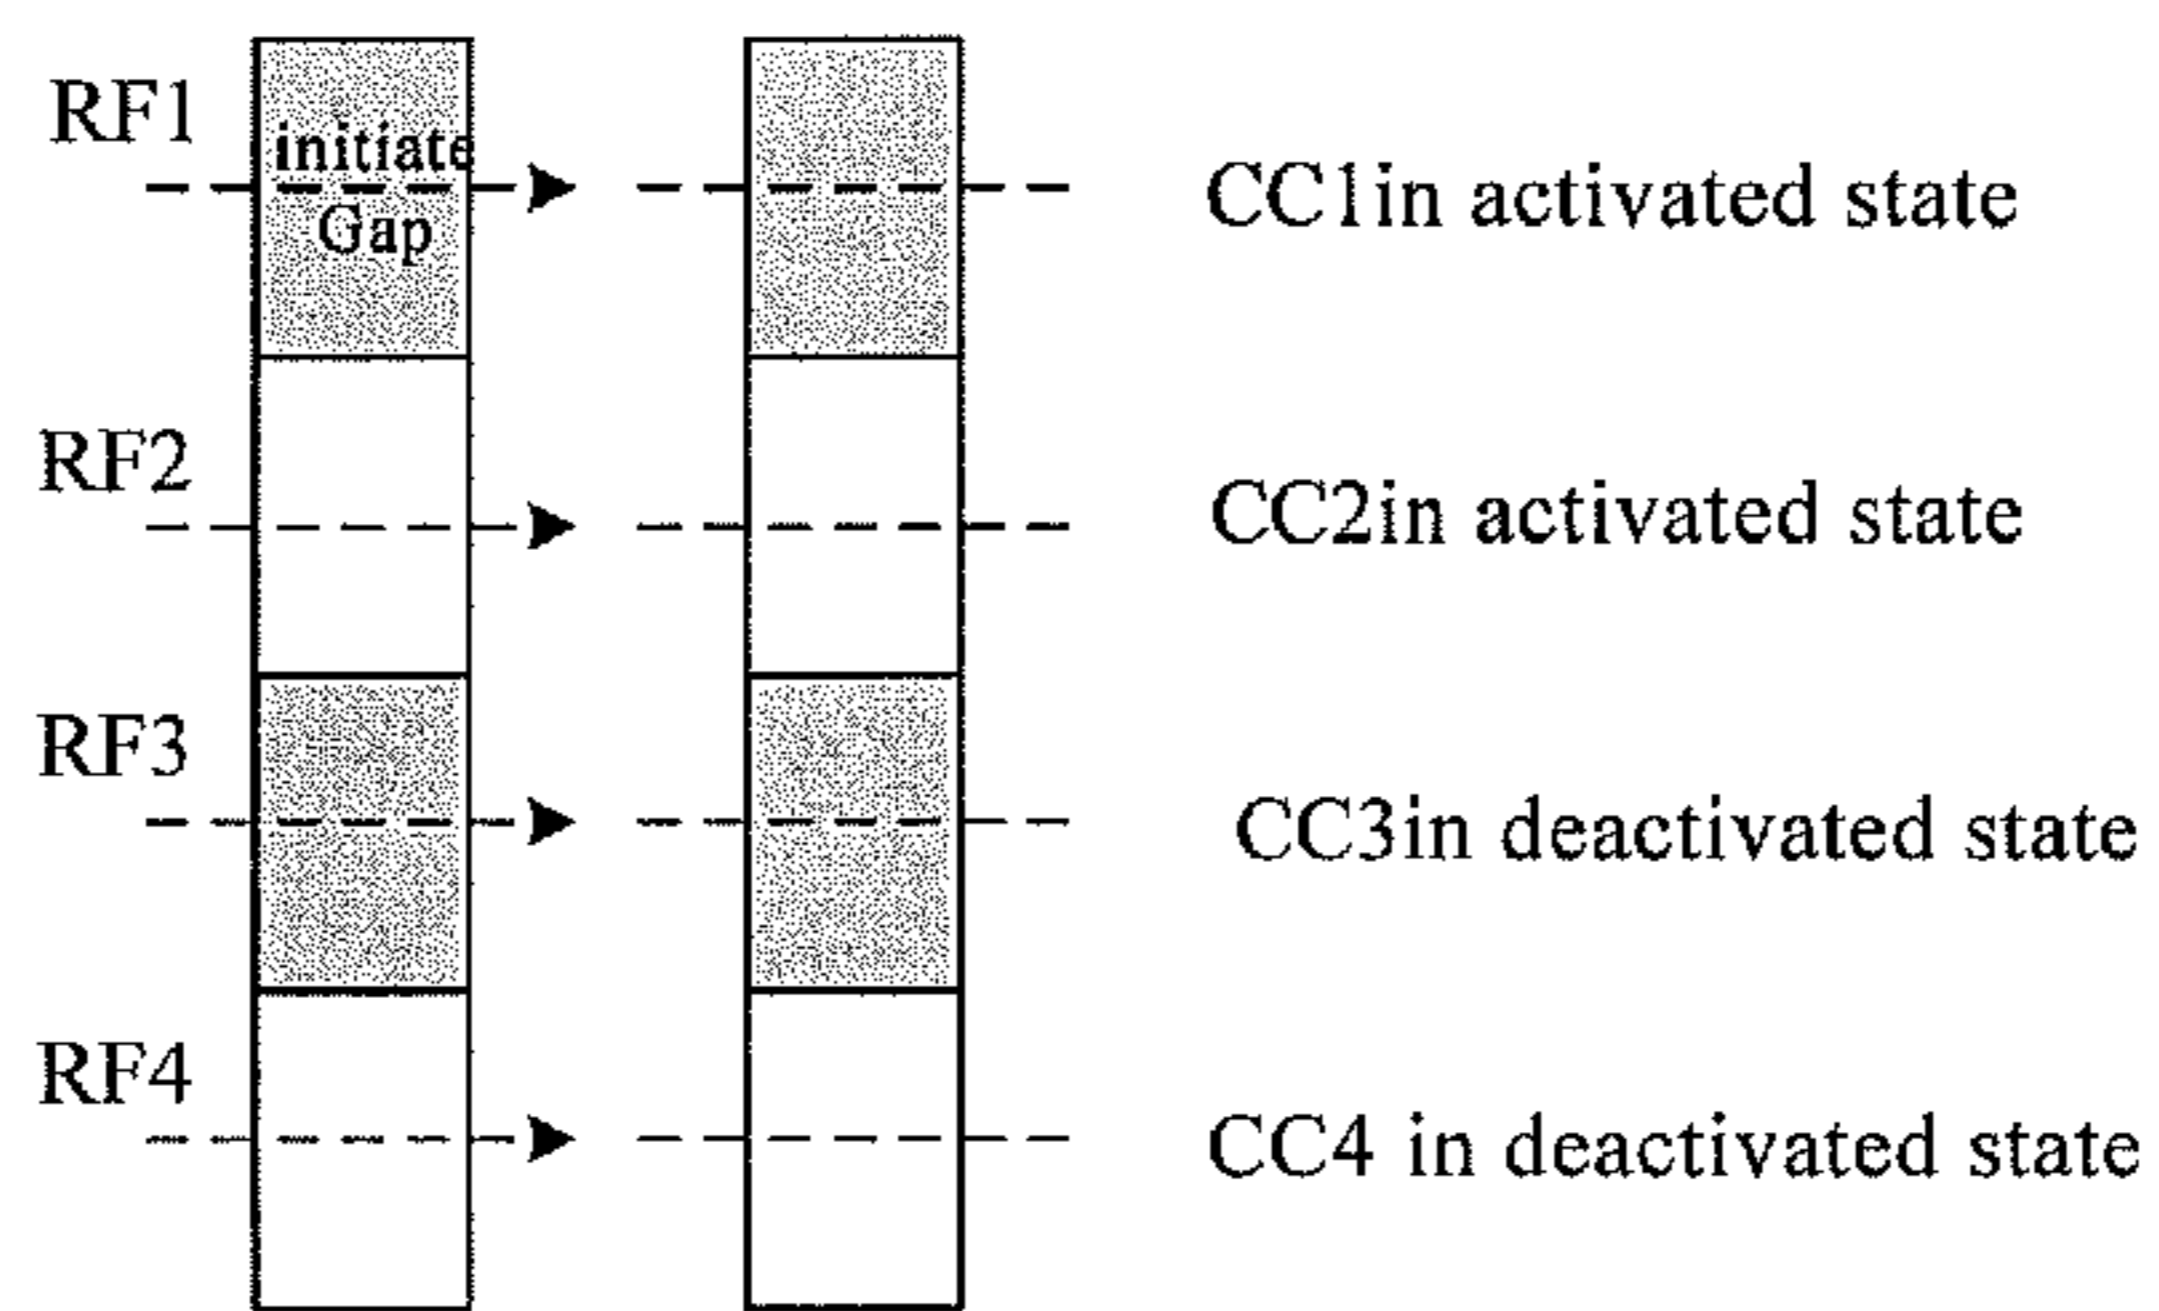 RF1
initiate
Gap
CC1in activated state
RF2
CC2in activated state
RF3
CC3in deactivated state
RF4
CC4 in deactivated state